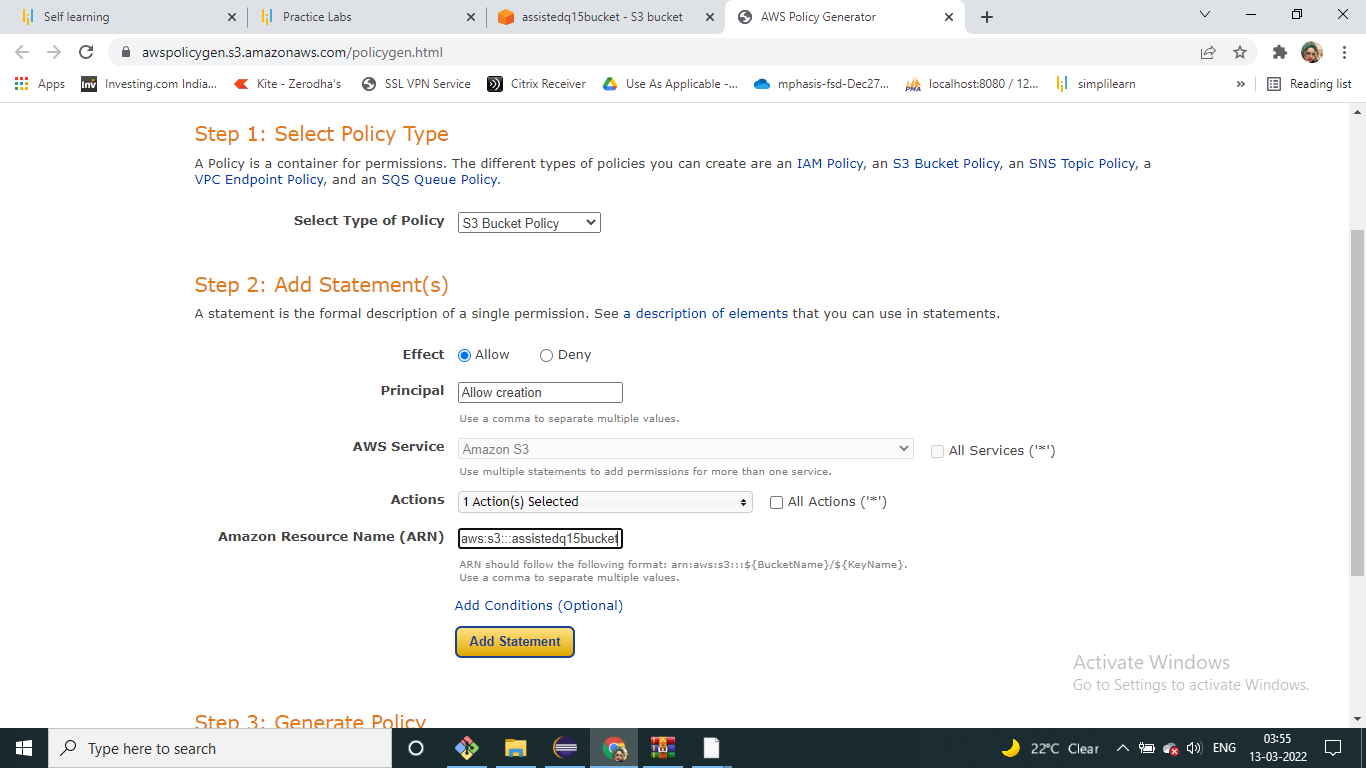 Self learning
Practice Labs
assistedq15bucket - S3 bucket
AWS Policy Generator
awspolicygen.s3.amazonaws.com/policygen.html
Apps
inv Investing.com India...
Kite - Zerodha's
SSL VPN Service
Citrix Receiver
Use As Applicable -...
mphasis-fsd-Dec27...
localhost:8080 / 12...
simplilearn
» Reading list
Step 1: Select Policy Type
A Policy is a container for permissions. The different types of policies you can create are an IAM Policy, an S3 Bucket Policy, an SNS Topic Policy, a
VPC Endpoint Policy, and an SQS Queue Policy.
Select Type of Policy S3 Bucket Policy
Step 2: Add Statement(s)
A statement is the formal description of a single permission. See a description of elements that you can use in statements.
Effect Allow Deny
Principal Allow creation
Use a comma to separate multiple values.
AWS Service Amazon S3 All Services ('*')
Use multiple statements to add permissions for more than one service.
Actions 1 Action(s) Selected All Actions ('*')
Amazon Resource Name (ARN) aws:s3:::assistedq15bucket
ARN should follow the following format: arn:aws:s3:::${BucketName}/${KeyName}.
Use a comma to separate multiple values.
Add Conditions (Optional)
Add Statement
Activate Windows
Go to Settings to activate Windows.
Step 3: Generate Policy
Type here to search
22°C Clear
ENG
03:55
13-03-2022